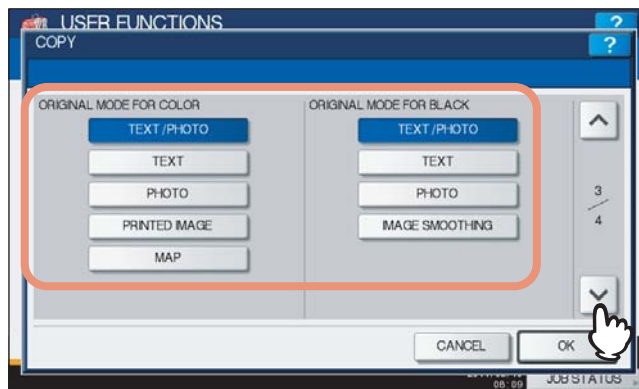 USER FUNCTIONS
?
COPY
?
ORIGINAL MODE FOR COLOR
ORIGINAL MODE FOR BLACK
TEXT/PHOTO
TEXT/PHOTO
TEXT
TEXT
PHOTO
PHOTO
3
PRINTED IMAGE
IMAGE SMOOTHING
4
MAP
CANCEL
OK
JOB STATUS
06:09